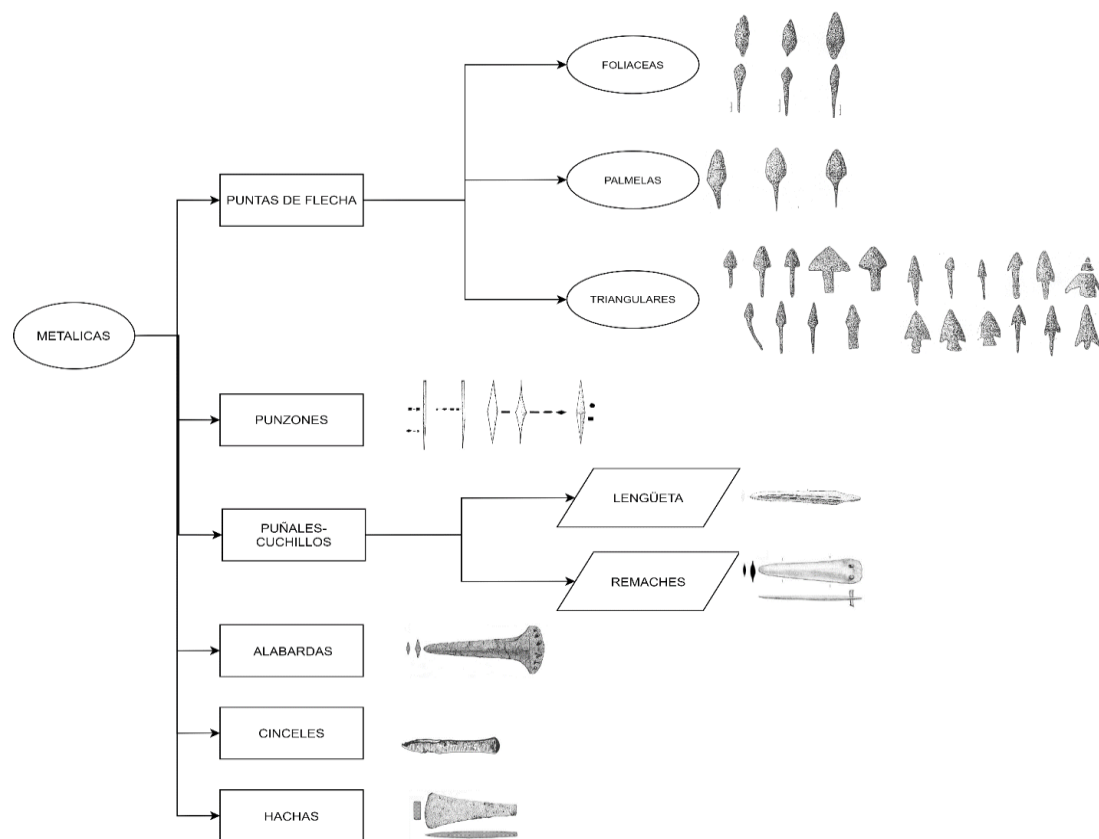 FOLIACEAS
PALMELAS
PUNTAS DE FLECHA
TRIANGULARES
METALICAS
PUNZONES
LENGÜETA
PUÑALES-
CUCHILLOS
REMACHES
ALABARDAS
CINCELES
HACHAS